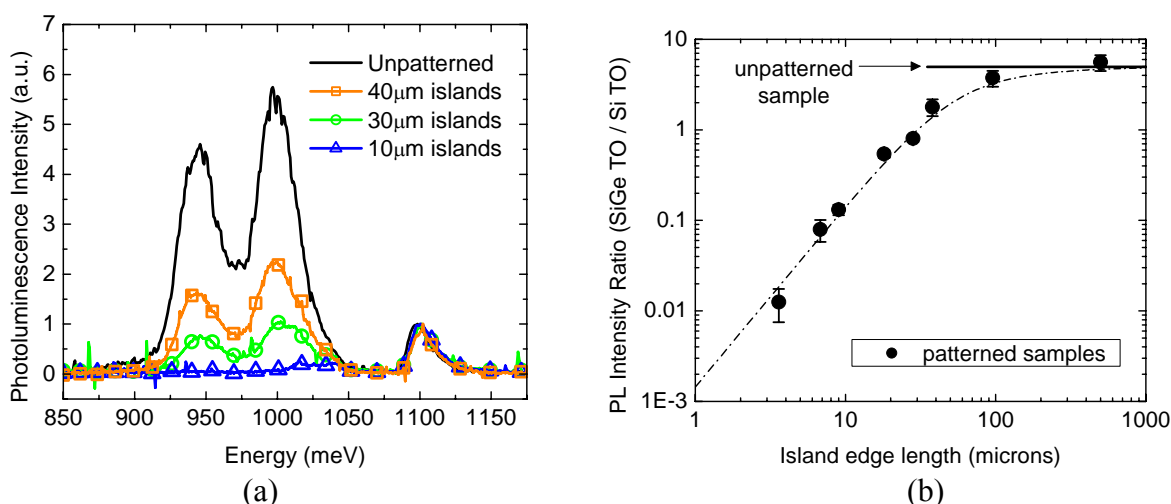 Photoluminescence Intensity (a.u.)
7
6
5
4
3
2
1
0
Unpatterned
40μm islands
30μm islands
10μm islands
850 900 950 1000 1050 1100 1150
Energy (meV)
(a)
PL Intensity Ratio (SiGe TO / Si TO)
10
1
0.1
0.01
1E-3
unpatterned
sample
patterned samples
1 10 100 1000
Island edge length (microns)
(b)